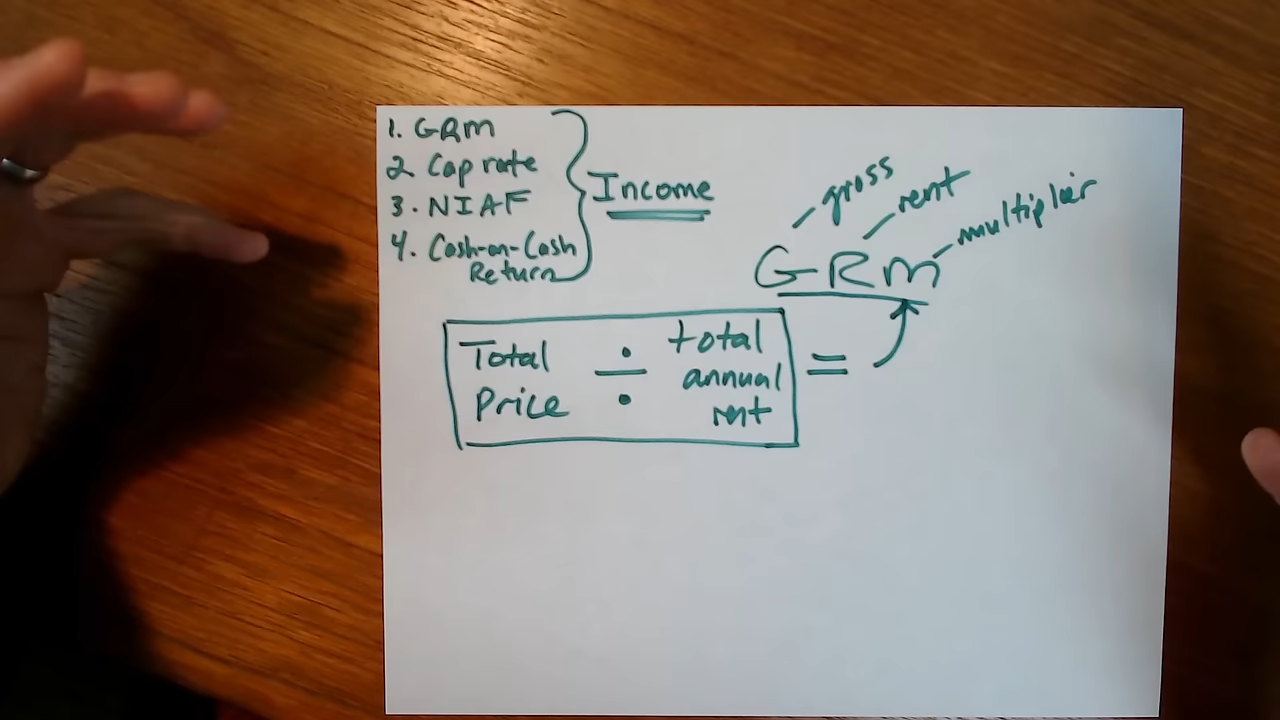 1. GRM
2. Cap rate
3. NIAF
4. Cash-on-Cash
Return
Income
gross
rent
multiplier
GRM
Total
Price
÷
total
annual
rent
=